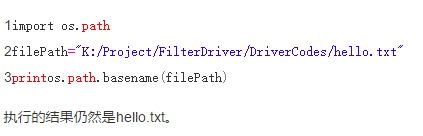 1import os.path
2filePath="K:/Project/FilterDriver/DriverCodes/hello.txt"
3printos.path.basename(filePath)
执行的结果仍然是hello.txt。